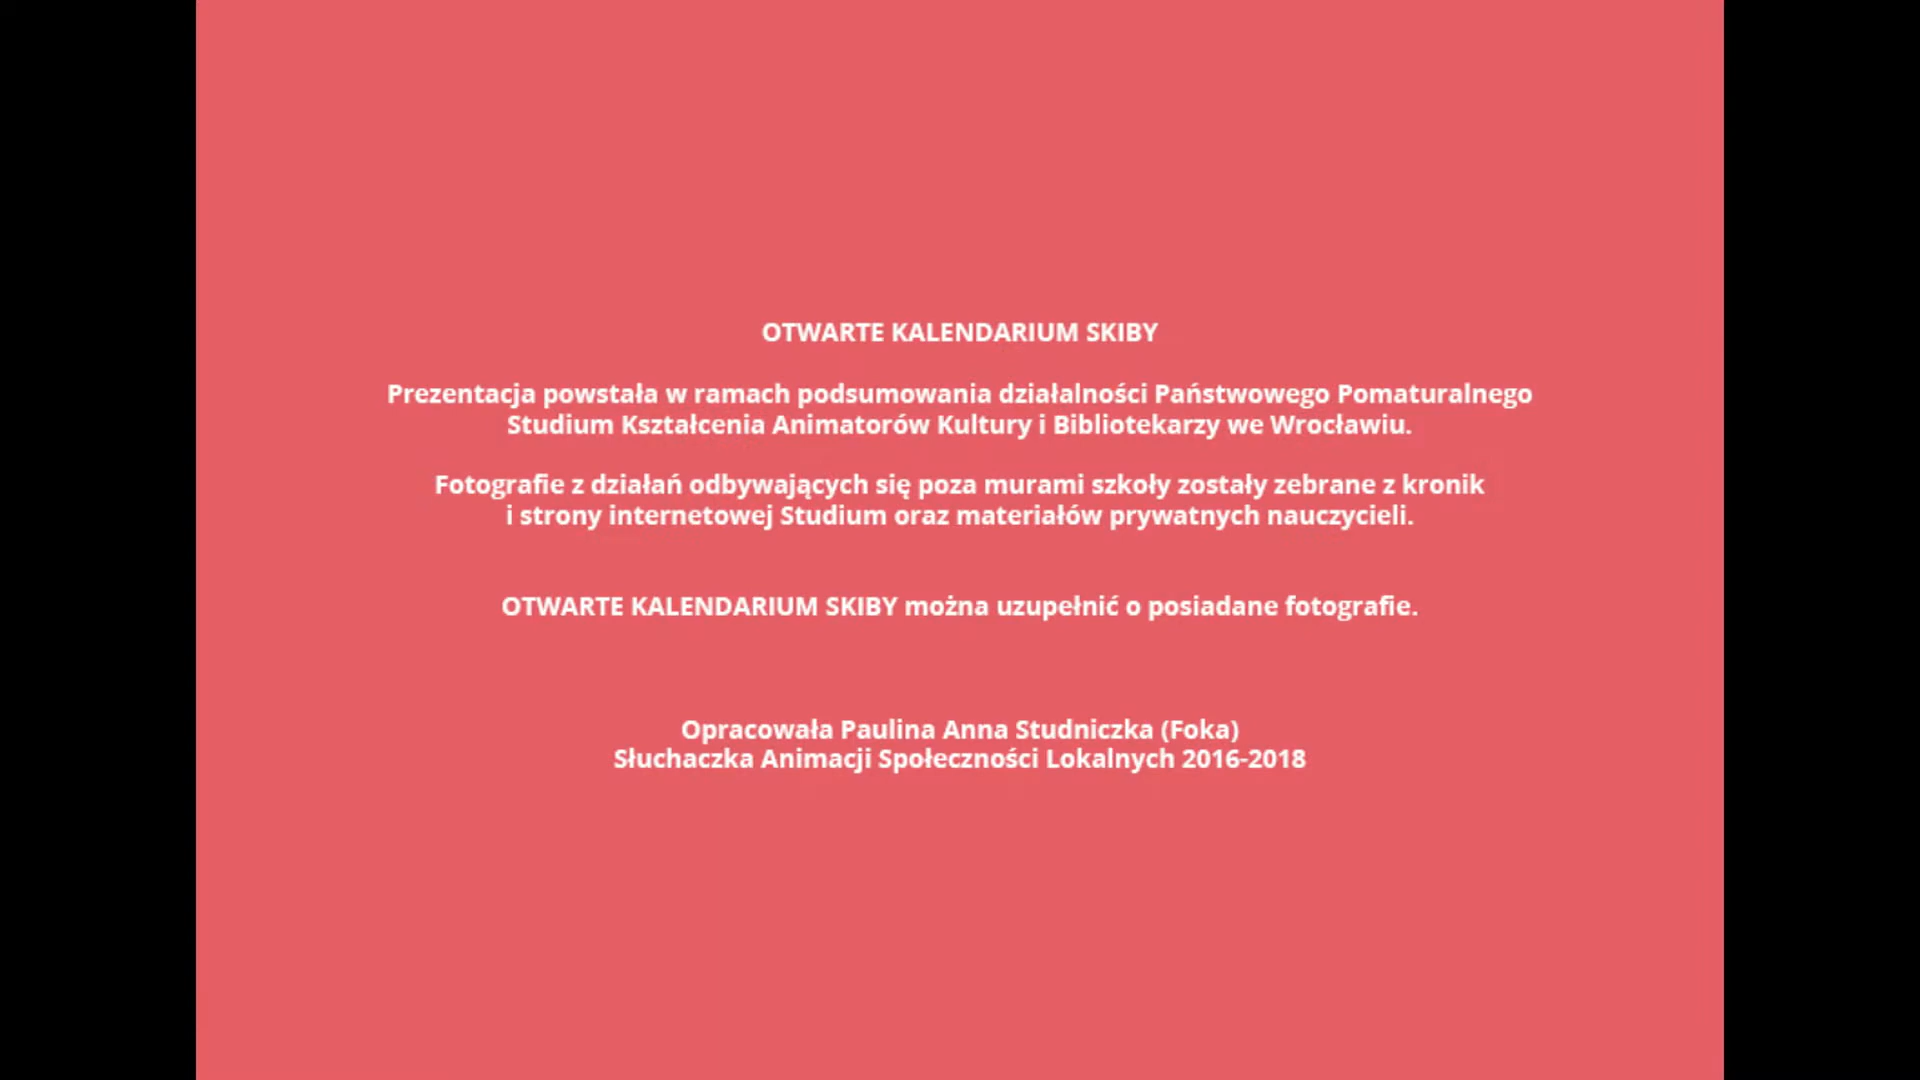 OTWARTE KALENDARIUM SKIBY
Prezentacja powstała w ramach podsumowania działalności Państwowego Pomaturalnego
Studium Kształcenia Animatorów Kultury i Bibliotekarzy we Wrocławiu.
Fotografie z działań odbywających się poza murami szkoły zostały zebrane z kronik
i strony internetowej Studium oraz materiałów prywatnych nauczycieli.
OTWARTE KALENDARIUM SKIBY można uzupełnić o posiadane fotografie.
Opracowała Paulina Anna Studniczka (Foka)
Słuchaczka Animacji Społeczności Lokalnych 2016-2018